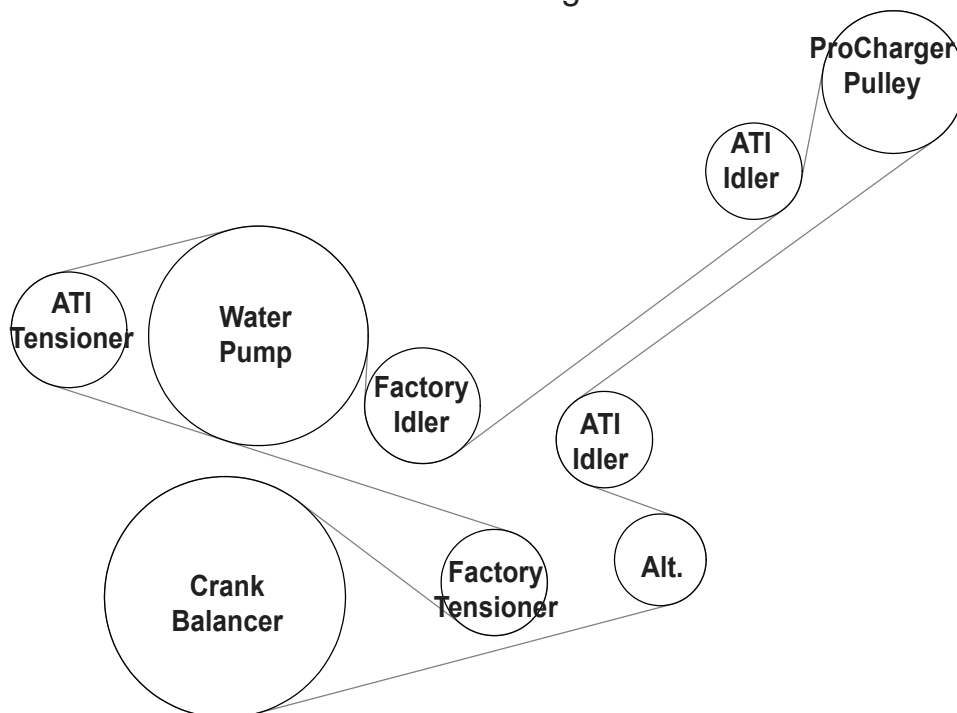 ProCharger
Pulley
ATI
Idler
ATI
Tensioner
Water
Pump
Factory
Idler
ATI
Idler
Crank
Balancer
Factory
Tensioner
Alt.